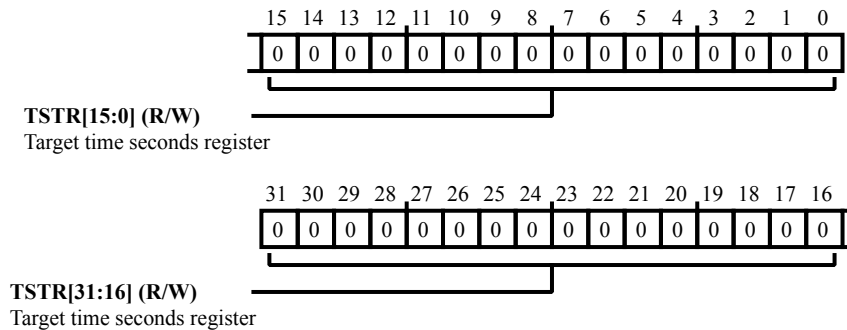 15 14 13 12 11 10 9 8 7 6 5 4 3 2 1 0
0 0 0 0 0 0 0 0 0 0 0 0 0 0 0 0
TSTR[15:0] (R/W)
Target time seconds register
31 30 29 28 27 26 25 24 23 22 21 20 19 18 17 16
0 0 0 0 0 0 0 0 0 0 0 0 0 0 0 0
TSTR[31:16] (R/W)
Target time seconds register